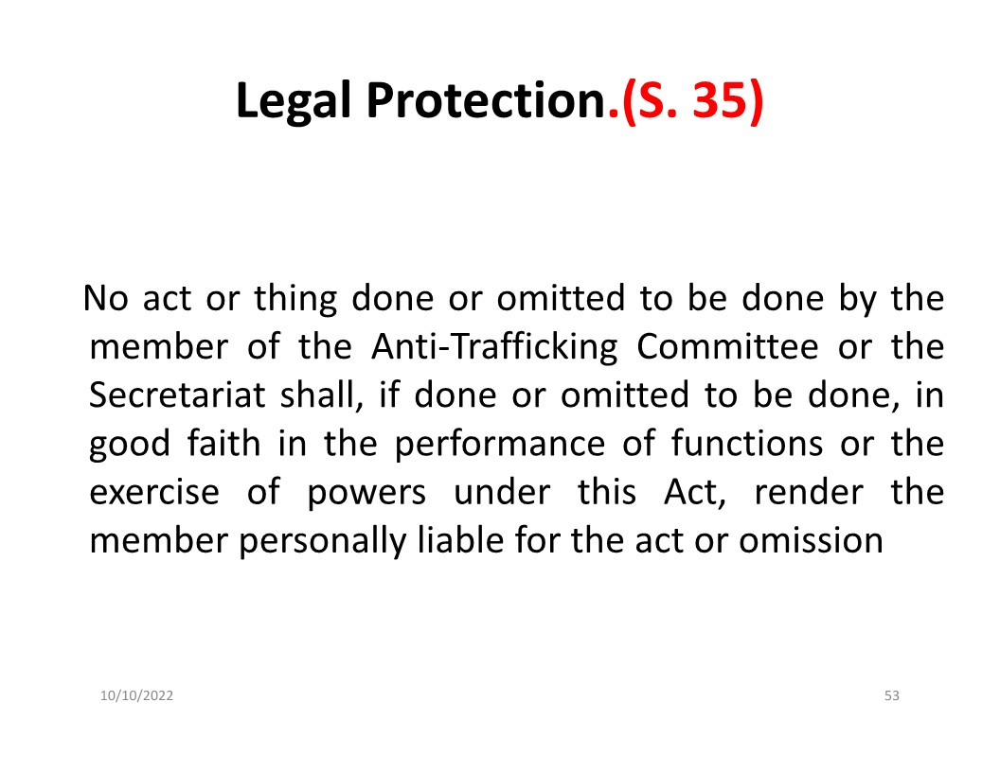 Legal Protection.(S. 35)
No act or thing done or omitted to be done by the
member of the Anti-Trafficking Committee or the
Secretariat shall, if done or omitted to be done, in
good faith in the performance of functions or the
exercise of powers under this Act, render the
member personally liable for the act or omission
10/10/2022 53